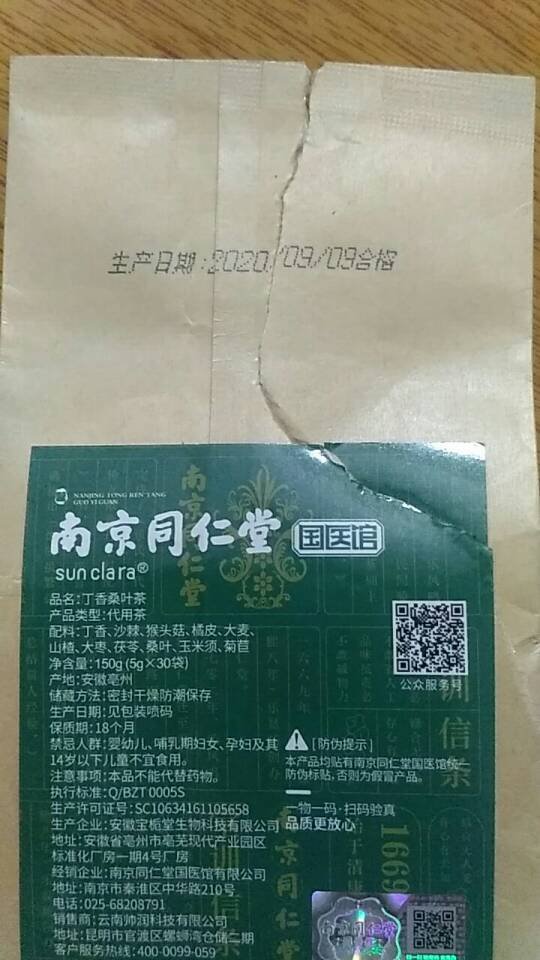 生产日期:2020/09/09合格
NANJING TONG REN TANG
GUO YI GUAN
南京同仁堂 国医馆
sunclara®
品名:丁香桑叶茶
产品类型:代用茶
配料:丁香、沙棘、猴头菇、橘皮、大麦、
山楂、大枣、茯苓、桑叶、玉米须、菊苣
净含量:150g(5g×30袋)
产地:安徽亳州
储藏方法:密封干燥防潮保存
生产日期:见包装喷码
保质期:18个月
禁忌人群:婴幼儿、哺乳期妇女、孕妇及其
14岁以下儿童不宜食用。
注意事项:本品不能代替药物。
执行标准:Q/BZT 0005S
生产许可证号:SC10634161105658
生产企业:安徽宝栀堂生物科技有限公司
地址:安徽省亳州市亳芜现代产业园区
标准化厂房一期4号厂房
经销企业:南京同仁堂国医馆有限公司
地址:南京市秦淮区中华路210号
电话:025-68208791
销售商:云南帅润科技有限公司
地址:昆明市官渡区螺蛳湾仓储二期
客户服务热线:400-0099-059
公众服务号
[防伪提示]
本产品均贴有南京同仁堂国医馆统一
防伪标贴,否则为假冒产品。
一物一码·扫码验真
品质更放心
南京同仁堂
训信条
1669
南京同仁堂